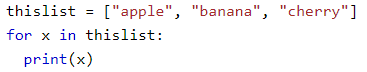 thislist = ["apple", "banana", "cherry"]
for x in thislist:
  print(x)